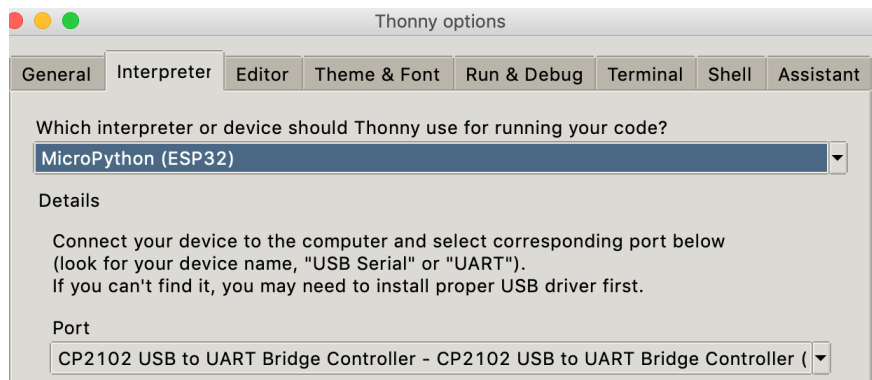 Thonny options
General Interpreter Editor Theme & Font Run & Debug Terminal Shell Assistant
Which interpreter or device should Thonny use for running your code?
MicroPython (ESP32)
Details
Connect your device to the computer and select corresponding port below
(look for your device name, "USB Serial" or "UART").
If you can't find it, you may need to install proper USB driver first.
Port
CP2102 USB to UART Bridge Controller - CP2102 USB to UART Bridge Controller (